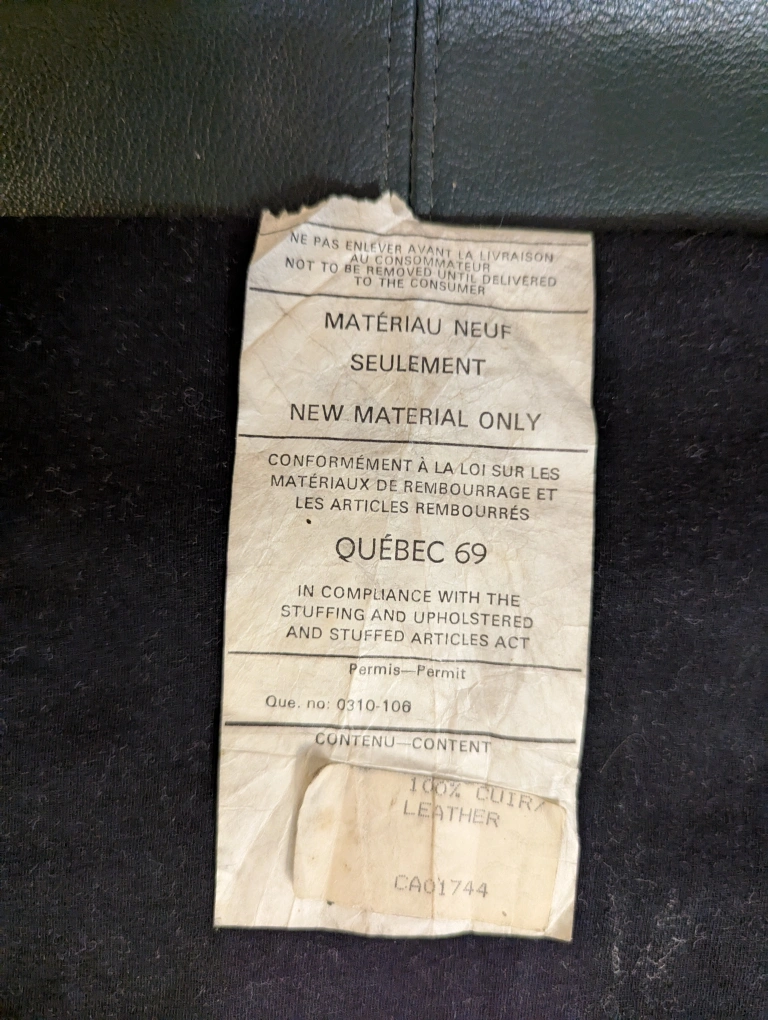 NE PAS ENLEVER AVANT LA LIVRAISON
AU CONSOMMATEUR
NOT TO BE REMOVED UNTIL DELIVERED
TO THE CONSUMER
MATÉRIAU NEUF
SEULEMENT
NEW MATERIAL ONLY
CONFORMÉMENT À LA LOI SUR LES
MATÉRIAUX DE REMBOURRAGE ET
LES ARTICLES REMBOURRÉS
QUÉBEC 69
IN COMPLIANCE WITH THE
STUFFING AND UPHOLSTERED
AND STUFFED ARTICLES ACT
Permis—Permit
Que. no: 0310-106
CONTENU—CONTENT
100% CUIR/
LEATHER
CA01744